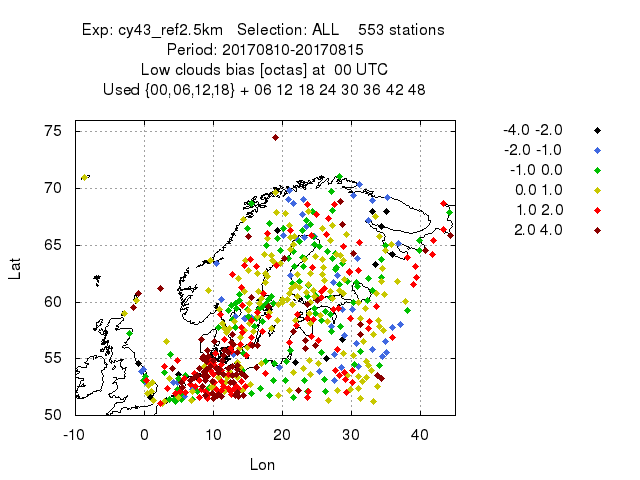 Exp: cy43_ref2.5km   Selection: ALL    553 stations
Period: 20170810-20170815
Low clouds bias [octas] at  00 UTC
Used {00,06,12,18} + 06 12 18 24 30 36 42 48
-4.0 -2.0
-2.0 -1.0
-1.0 0.0
0.0 1.0
1.0 2.0
2.0 4.0
75
70
65
60
55
50
Lat
-10 0 10 20 30 40
Lon